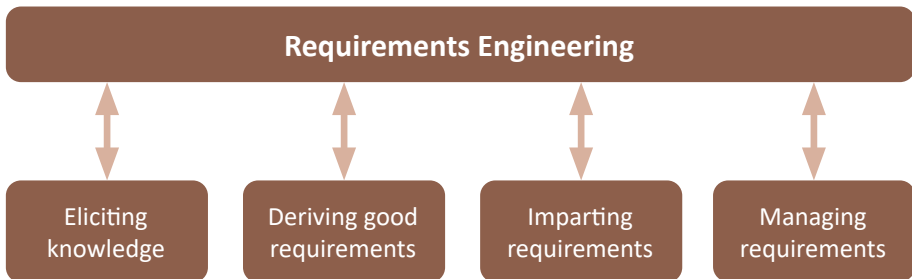 Requirements Engineering
Eliciting
knowledge
Deriving good
requirements
Imparting
requirements
Managing
requirements